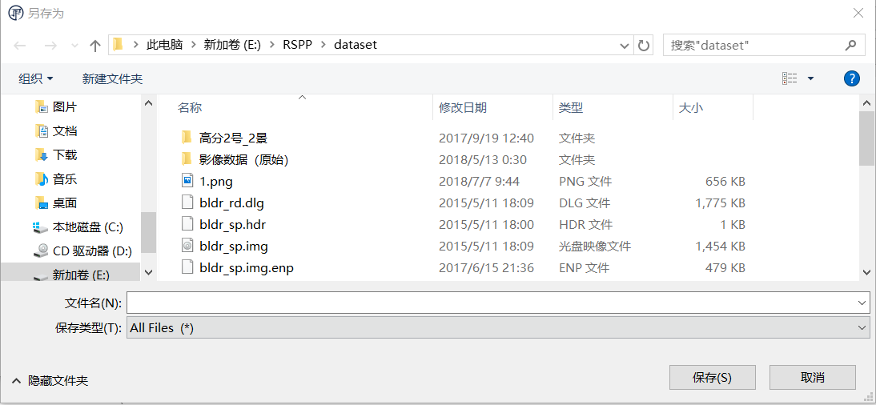 另存为
此电脑 > 新加卷 (E:) > RSPP > dataset
搜索"dataset"
组织 新建文件夹
图片
文档
下载
音乐
桌面
本地磁盘 (C:)
CD 驱动器 (D:)
新加卷 (E:)
名称 修改日期 类型 大小
高分2号_2景 2017/9/19 12:40 文件夹
影像数据（原始） 2018/5/13 0:30 文件夹
1.png 2018/7/7 9:44 PNG 文件 656 KB
bldr_rd.dlg 2015/5/11 18:09 DLG 文件 1,775 KB
bldr_sp.hdr 2015/5/11 18:00 HDR 文件 1 KB
bldr_sp.img 2015/5/11 18:09 光盘映像文件 1,454 KB
bldr_sp.img.enp 2017/6/15 21:36 ENP 文件 479 KB
文件名(N):
保存类型(T): All Files (*)
隐藏文件夹
保存(S) 取消